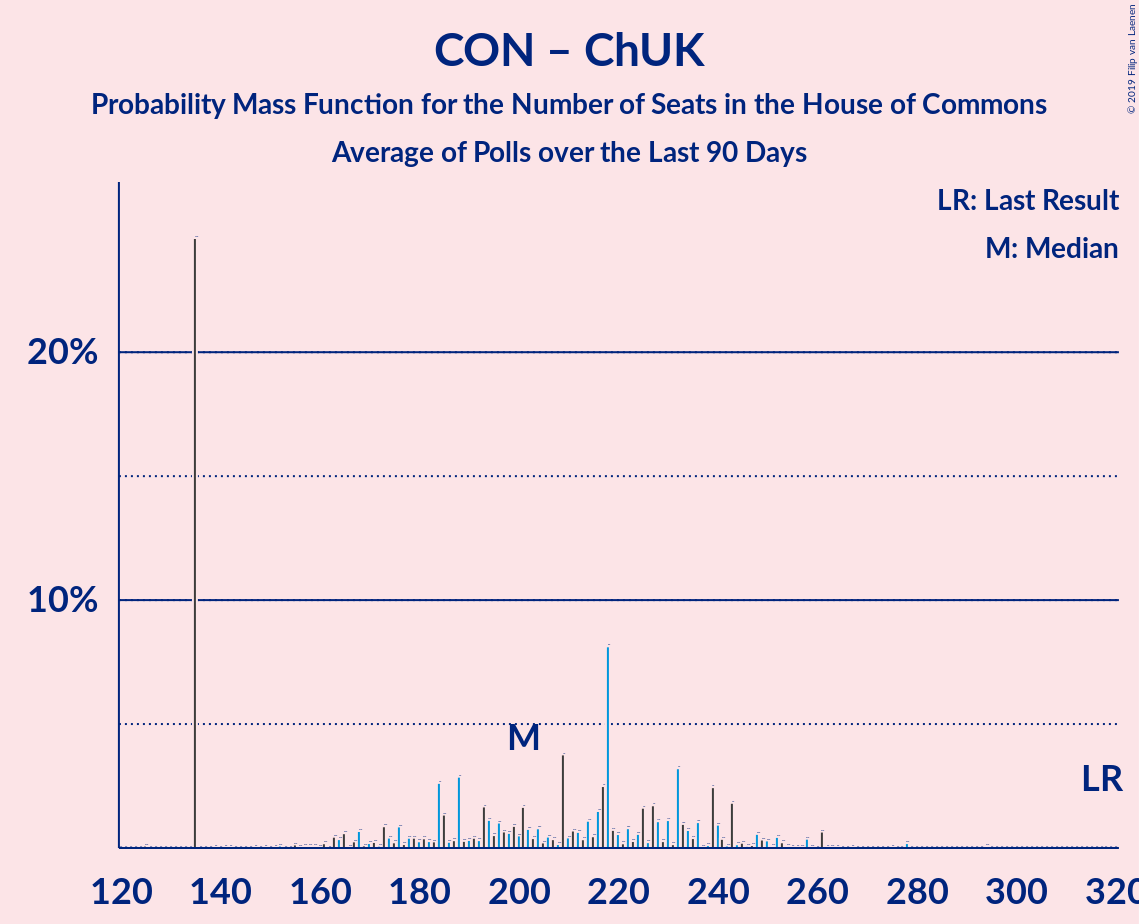 CON – ChUK
Probability Mass Function for the Number of Seats in the House of Commons
Average of Polls over the Last 90 Days
© 2019 Filip van Laenen
LR: Last Result
M: Median
20%
10%
M
LR
120 140 160 180 200 220 240 260 280 300 320